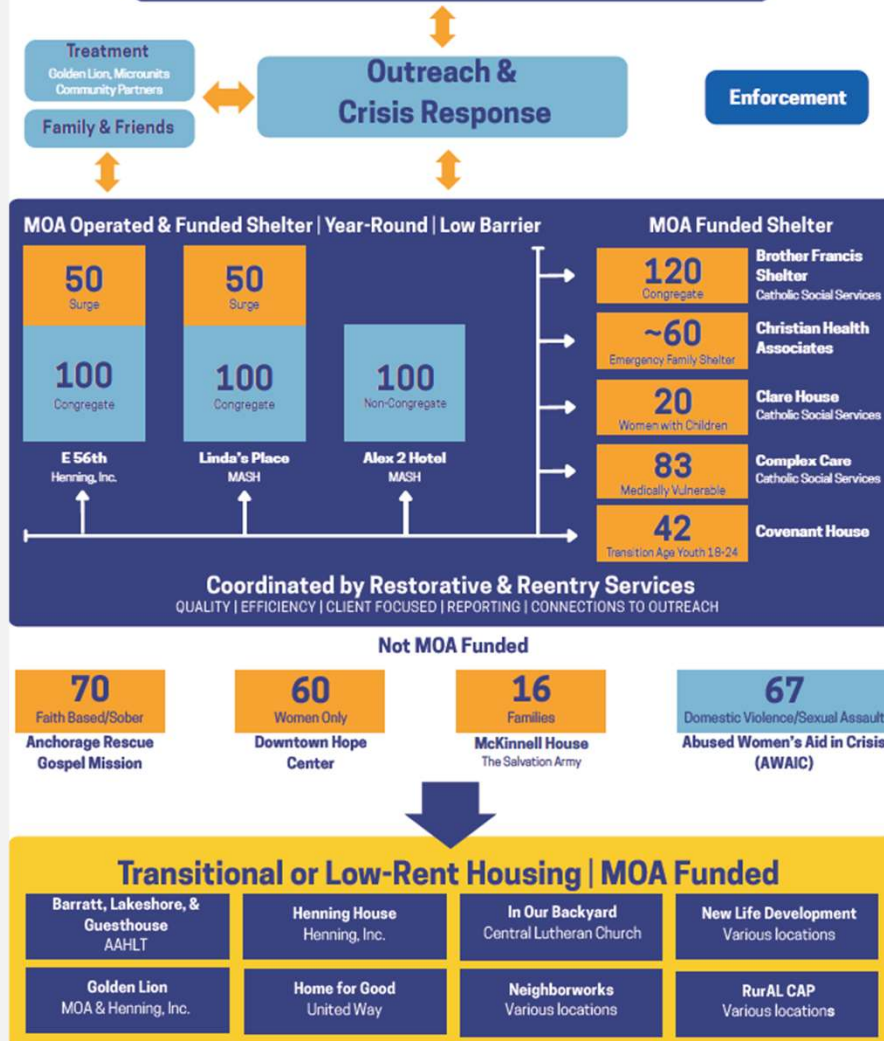 Treatment
Golden Lion, Microunits
Community Partners
Family & Friends
Outreach &
Crisis Response
Enforcement
MOA Operated & Funded Shelter | Year-Round | Low Barrier
50
Surge
100
Congregate
E 56th
Henning, Inc.
50
Surge
100
Congregate
Linda's Place
MASH
100
Non-Congregate
Alex 2 Hotel
MASH
MOA Funded Shelter
120
Congregate
Brother Francis
Shelter
Catholic Social Services
~60
Emergency Family Shelter
Christian Health
Associates
20
Women with Children
Clare House
Catholic Social Services
83
Medically Vulnerable
Complex Care
Catholic Social Services
42
Transition Age Youth 18-24
Covenant House
Coordinated by Restorative & Reentry Services
QUALITY | EFFICIENCY | CLIENT FOCUSED | REPORTING | CONNECTIONS TO OUTREACH
Not MOA Funded
70
Faith Based/Sober
Anchorage Rescue
Gospel Mission
60
Women Only
Downtown Hope
Center
16
Families
McKinnell House
The Salvation Army
67
Domestic Violence/Sexual Assault
Abused Women's Aid in Crisis
(AWAIC)
Transitional or Low-Rent Housing | MOA Funded
Barratt, Lakeshore, &
Guesthouse
AAHLT
Henning House
Henning, Inc.
In Our Backyard
Central Lutheran Church
New Life Development
Various locations
Golden Lion
MOA & Henning, Inc.
Home for Good
United Way
Neighborworks
Various locations
RurAL CAP
Various locations